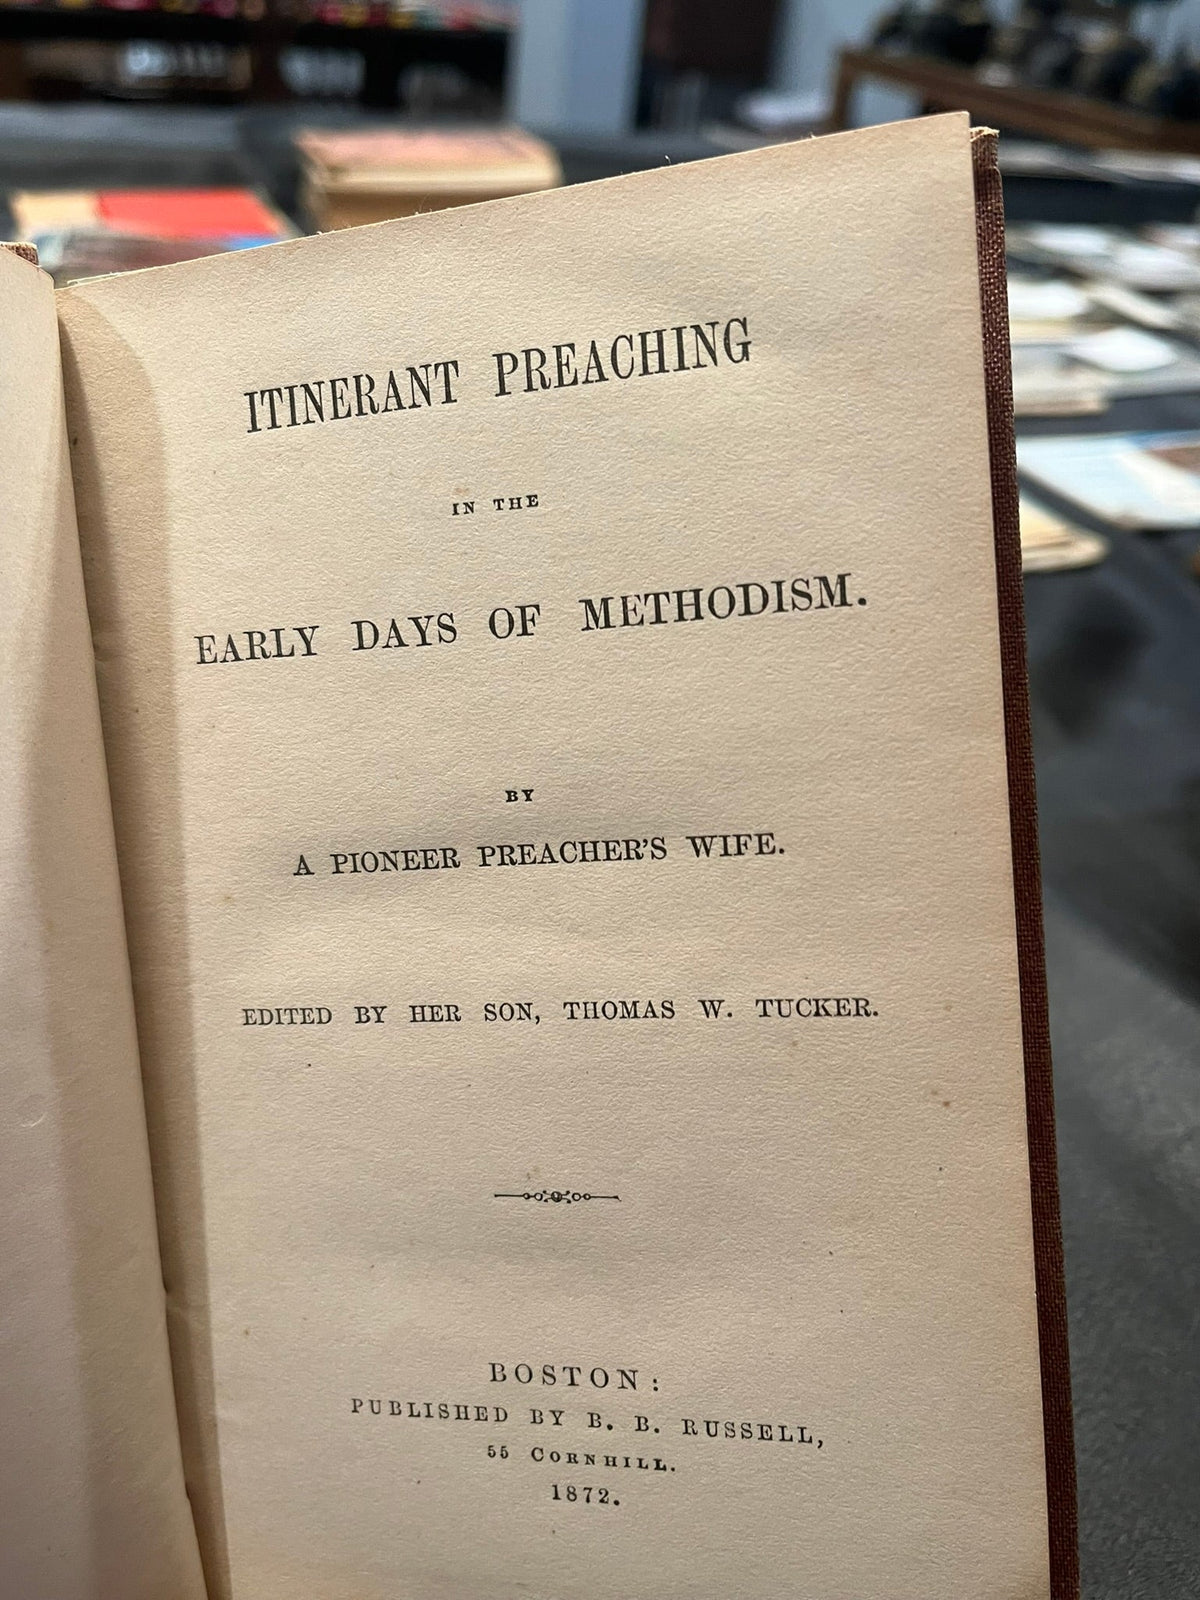 ITINERANT PREACHING
IN THE
EARLY DAYS OF METHODISM.
BY
A PIONEER PREACHER'S WIFE.
EDITED BY HER SON, THOMAS W. TUCKER.
BOSTON:
PUBLISHED BY B. B. RUSSELL,
55 CORNHILL.
1872.